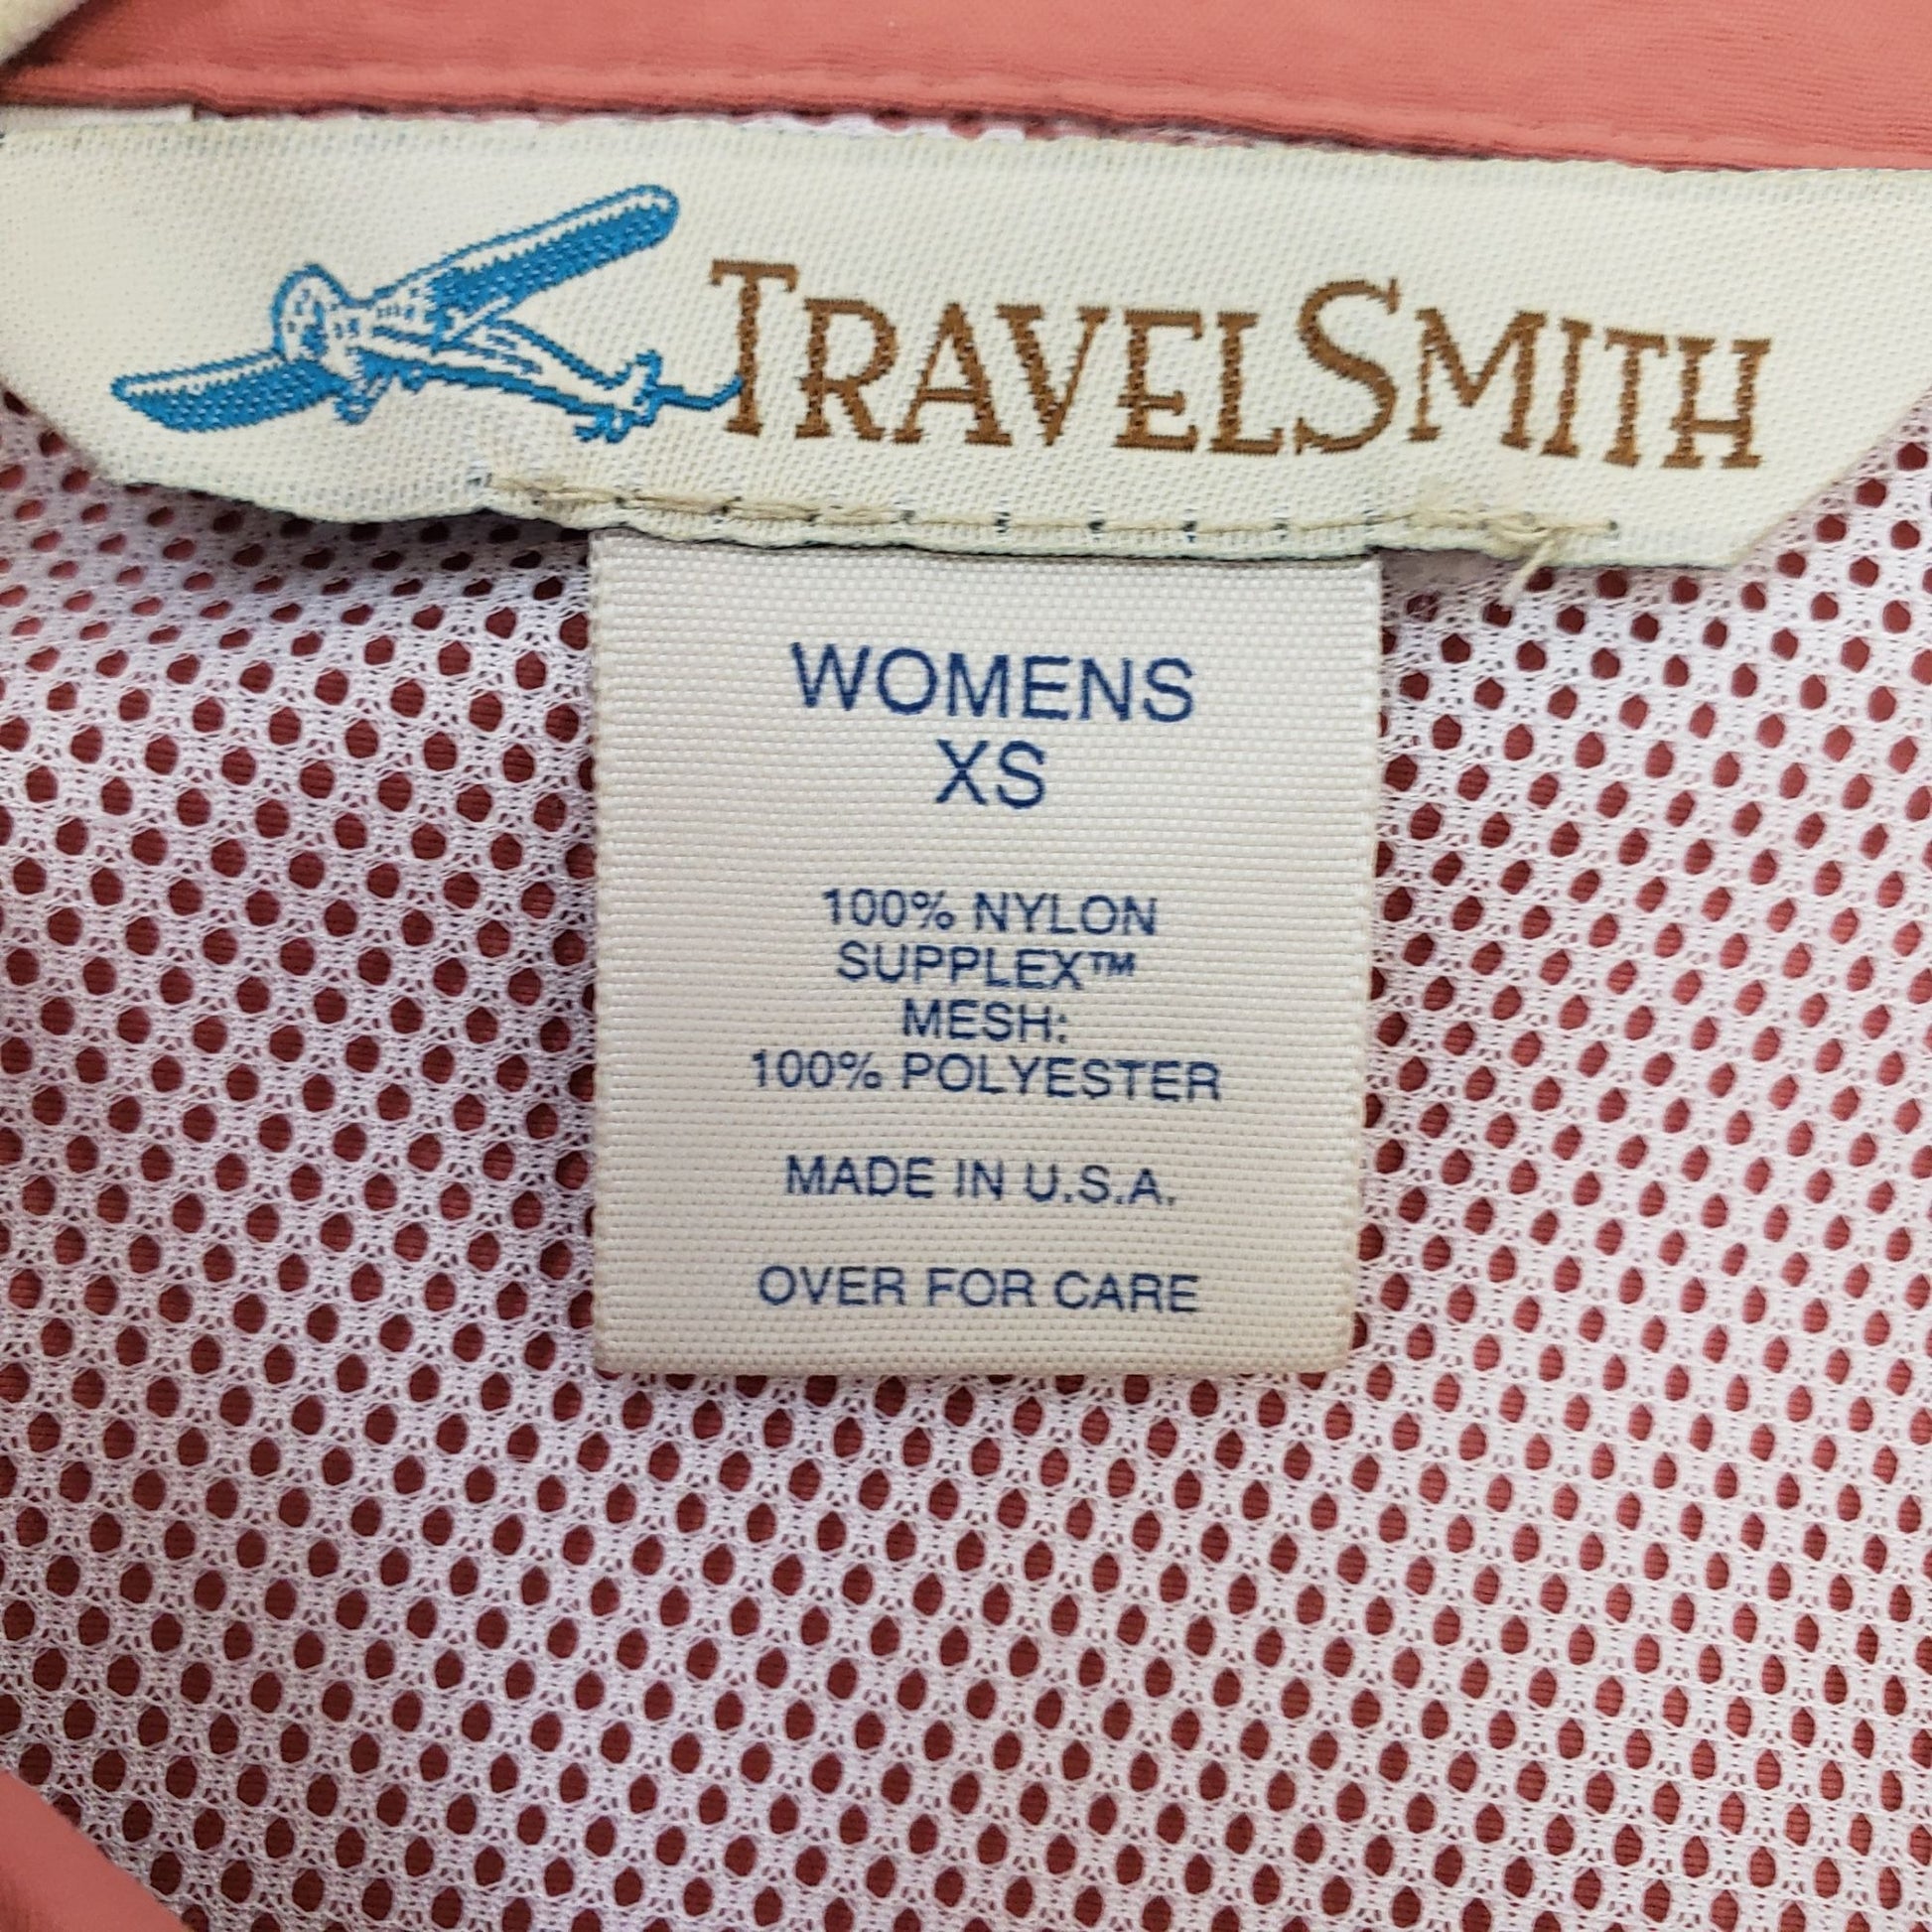 TRAVELSMITH
WOMENS
XS
100% NYLON
SUPPLEX™
MESH:
100% POLYESTER
MADE IN U.S.A.
OVER FOR CARE